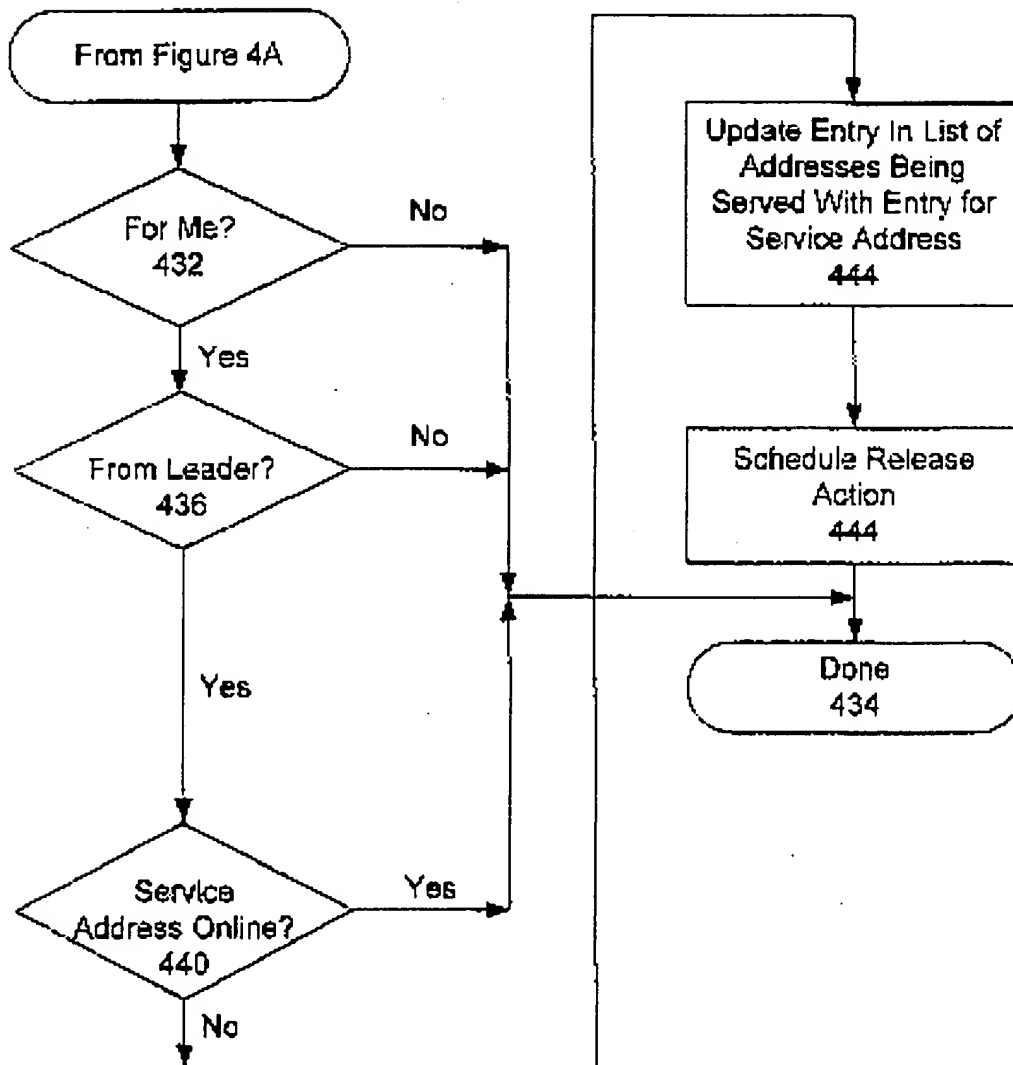 From Figure 4A
For Me?
432
No
Yes
From Leader?
436
No
Yes
Service
Address Online?
440
Yes
No
Update Entry In List of
Addresses Being
Served With Entry for
Service Address
444
Schedule Release
Action
444
Done
434